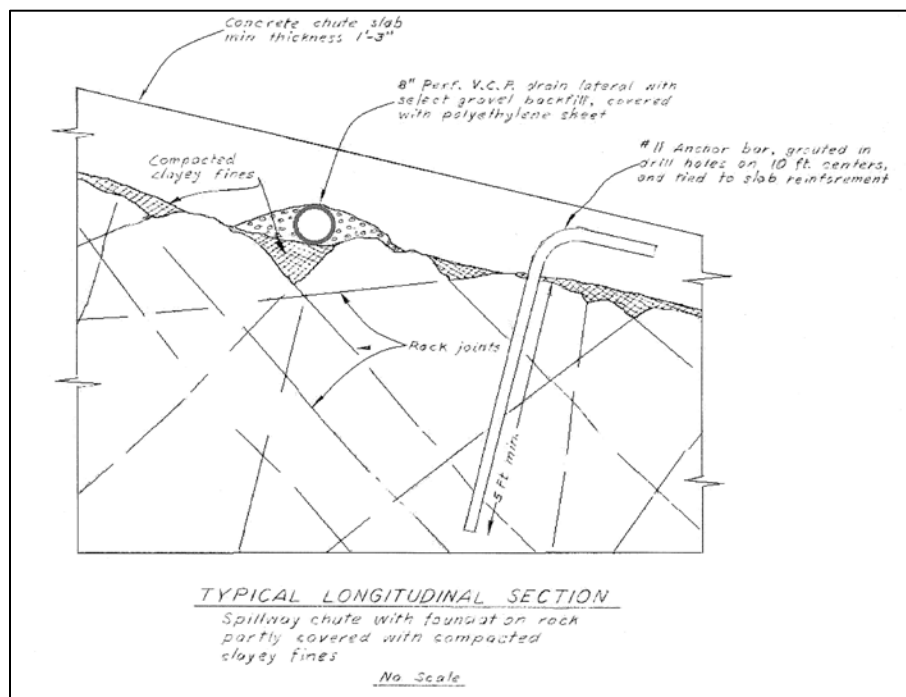 Concrete chute slab
min thickness 1'-3"
8" Perf. V.C.P. drain lateral with
select gravel backfill, covered
with polyethylene sheet
#11 Anchor bar, grouted in
drill holes on 10 ft. centers,
and tied to slab reinforement
Compacted
clayey fines
Rock joints
5 Ft min.
TYPICAL LONGITUDINAL SECTION
Spillway chute with foundation rock
partly covered with compacted
clayey fines
No Scale